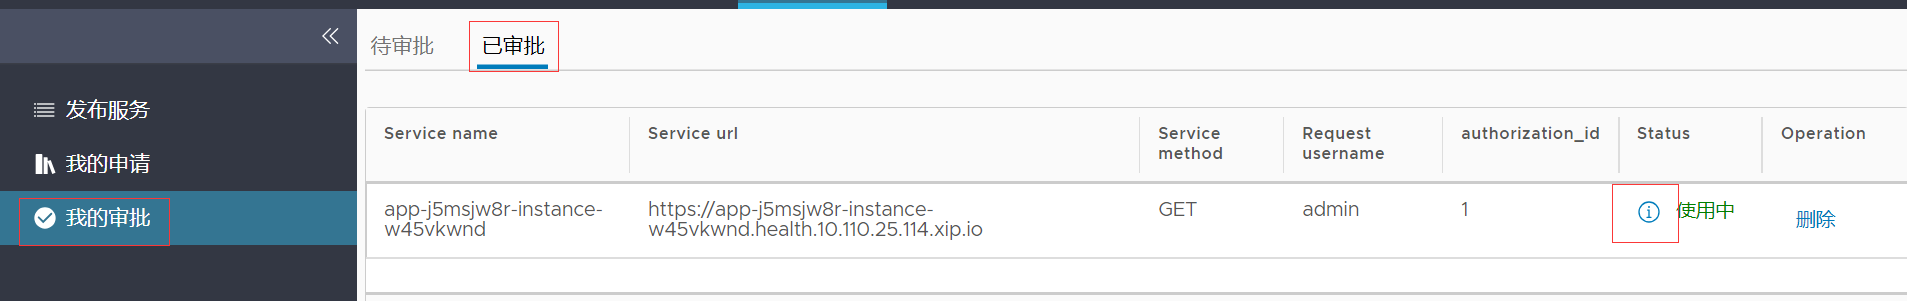 发布服务
我的申请
我的审批
待审批 已审批
Service name Service url Service method Request username authorization_id Status Operation
app-j5msjw8r-instance-
w45vkwnd
https://app-j5msjw8r-instance-
w45vkwnd.health.10.110.25.114.xip.io
GET
admin
1
使用中
删除